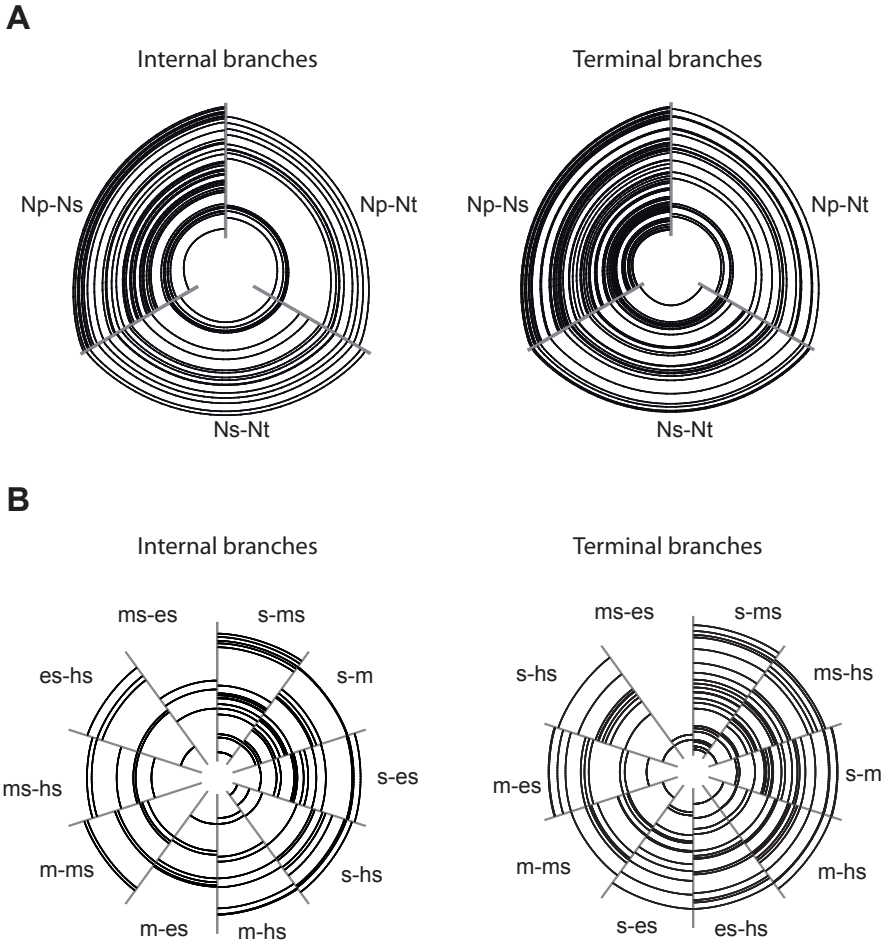 A
Internal branches
Terminal branches
Np-Ns
Np-Nt
Np-Ns
Np-Nt
Ns-Nt
Ns-Nt
B
Internal branches
Terminal branches
ms-es
s-ms
ms-es
s-ms
es-hs
s-m
s-hs
ms-hs
ms-hs
s-es
m-es
s-m
m-ms
s-hs
m-ms
m-hs
m-es
m-hs
s-es
es-hs